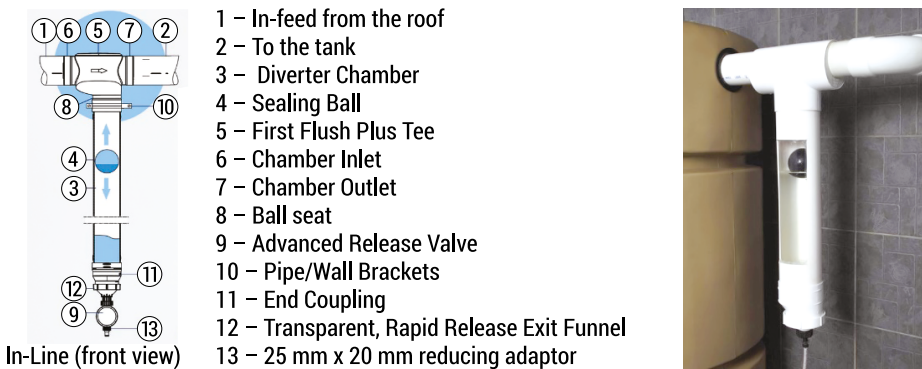 1 6 5 7 2
8 10
4
3
11
12
9
13
In-Line (front view)
1 – In-feed from the roof
2 – To the tank
3 – Diverter Chamber
4 – Sealing Ball
5 – First Flush Plus Tee
6 – Chamber Inlet
7 – Chamber Outlet
8 – Ball seat
9 – Advanced Release Valve
10 – Pipe/Wall Brackets
11 – End Coupling
12 – Transparent, Rapid Release Exit Funnel
13 – 25 mm x 20 mm reducing adaptor